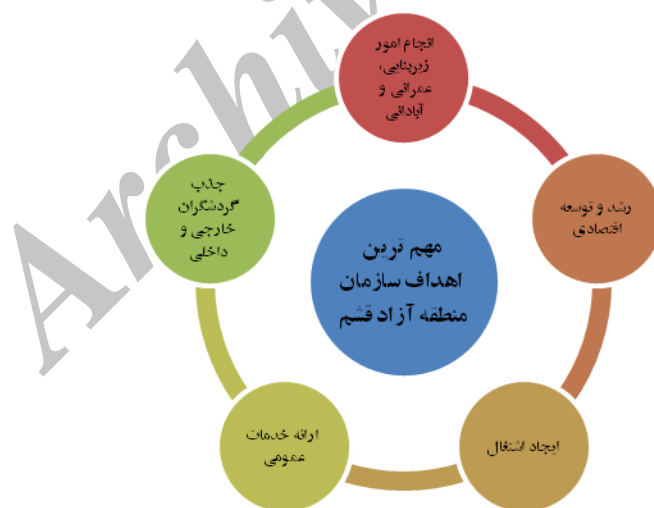 انجام امور
زیربنایی،
عمرانی و
آبادانی
رشد و توسعه
اقتصادی
ایجاد اشتغال
ارائه خدمات
عمومی
جذب
گردشگران
خارجی و
داخلی
مهم ترین
اهداف سازمان
منطقه آزاد قشم